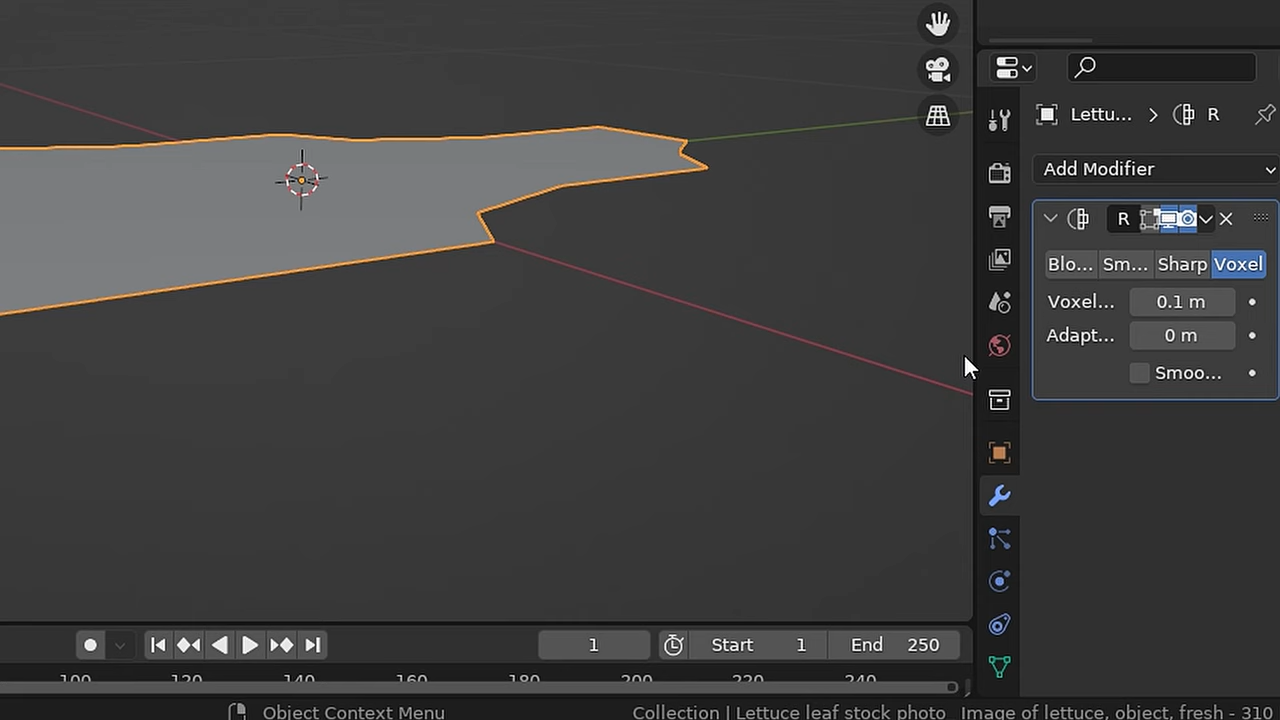 Lettu... R
Add Modifier
R
Blo... Sm... Sharp Voxel
Voxel... 0.1 m
Adapt... 0 m
Smoo...
1 Start 1 End 250
100 120 140 160 180 200 220 240
Object Context Menu Collection | Lettuce leaf stock photo Image of lettuce, object, fresh - 310